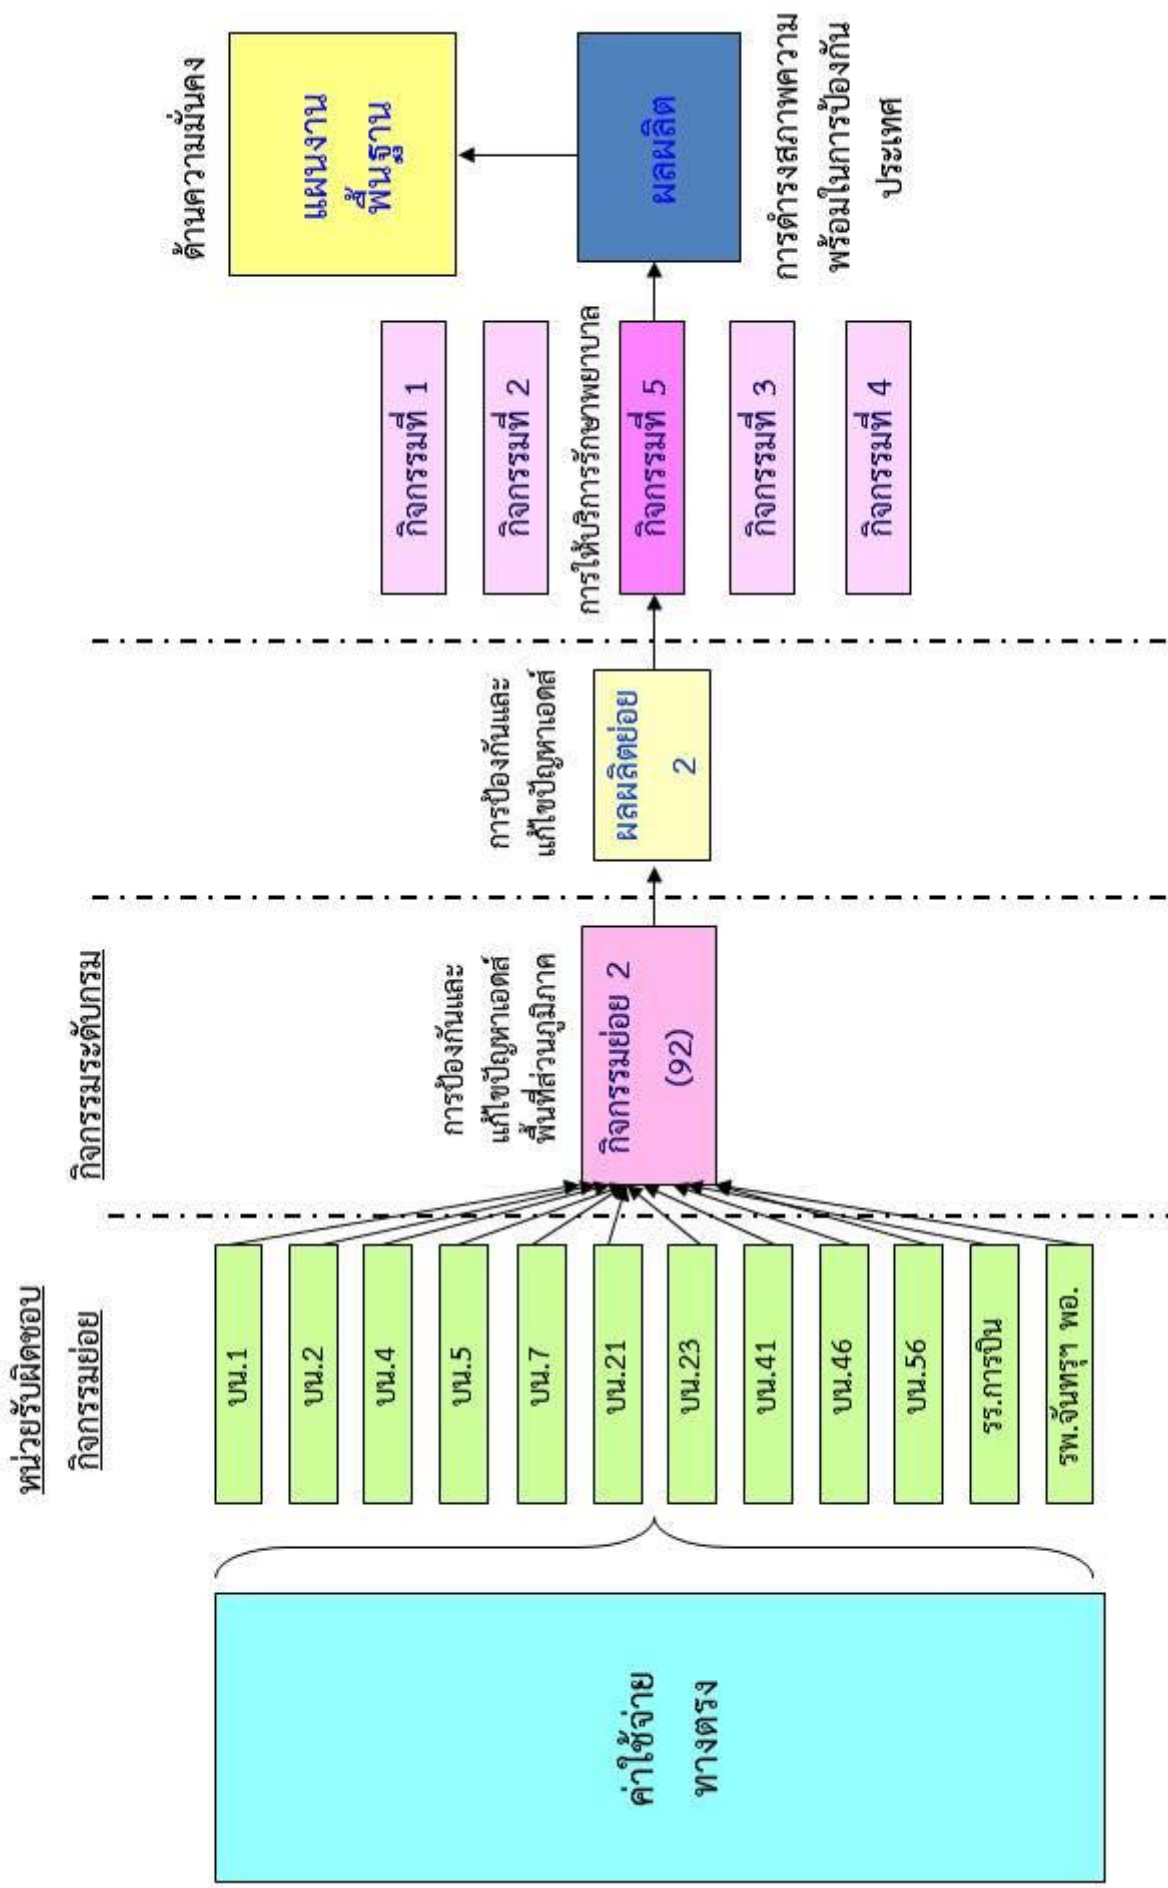 หน่วยรับผิดชอบ
กิจกรรมย่อย
กิจกรรมระดับกรม
ค่าใช้จ่าย
ทางตรง
บน.1
บน.2
บน.4
บน.5
บน.7
บน.21
บน.23
บน.41
บน.46
บน.56
รร.การบิน
รพ.จันทรุฯ พอ.
การป้องกันและ
แก้ไขปัญหาเอดส์
พื้นที่ส่วนภูมิภาค
กิจกรรมย่อย 2
(92)
การป้องกันและ
แก้ไขปัญหาเอดส์
ผลผลิตย่อย
2
กิจกรรมที่ 1
กิจกรรมที่ 2
การให้บริการรักษาพยาบาล
กิจกรรมที่ 5
กิจกรรมที่ 3
กิจกรรมที่ 4
ด้านความมั่นคง
แผนงาน
พื้นฐาน
ผลผลิต
การดำรงสภาพความ
พร้อมในการป้องกัน
ประเทศ